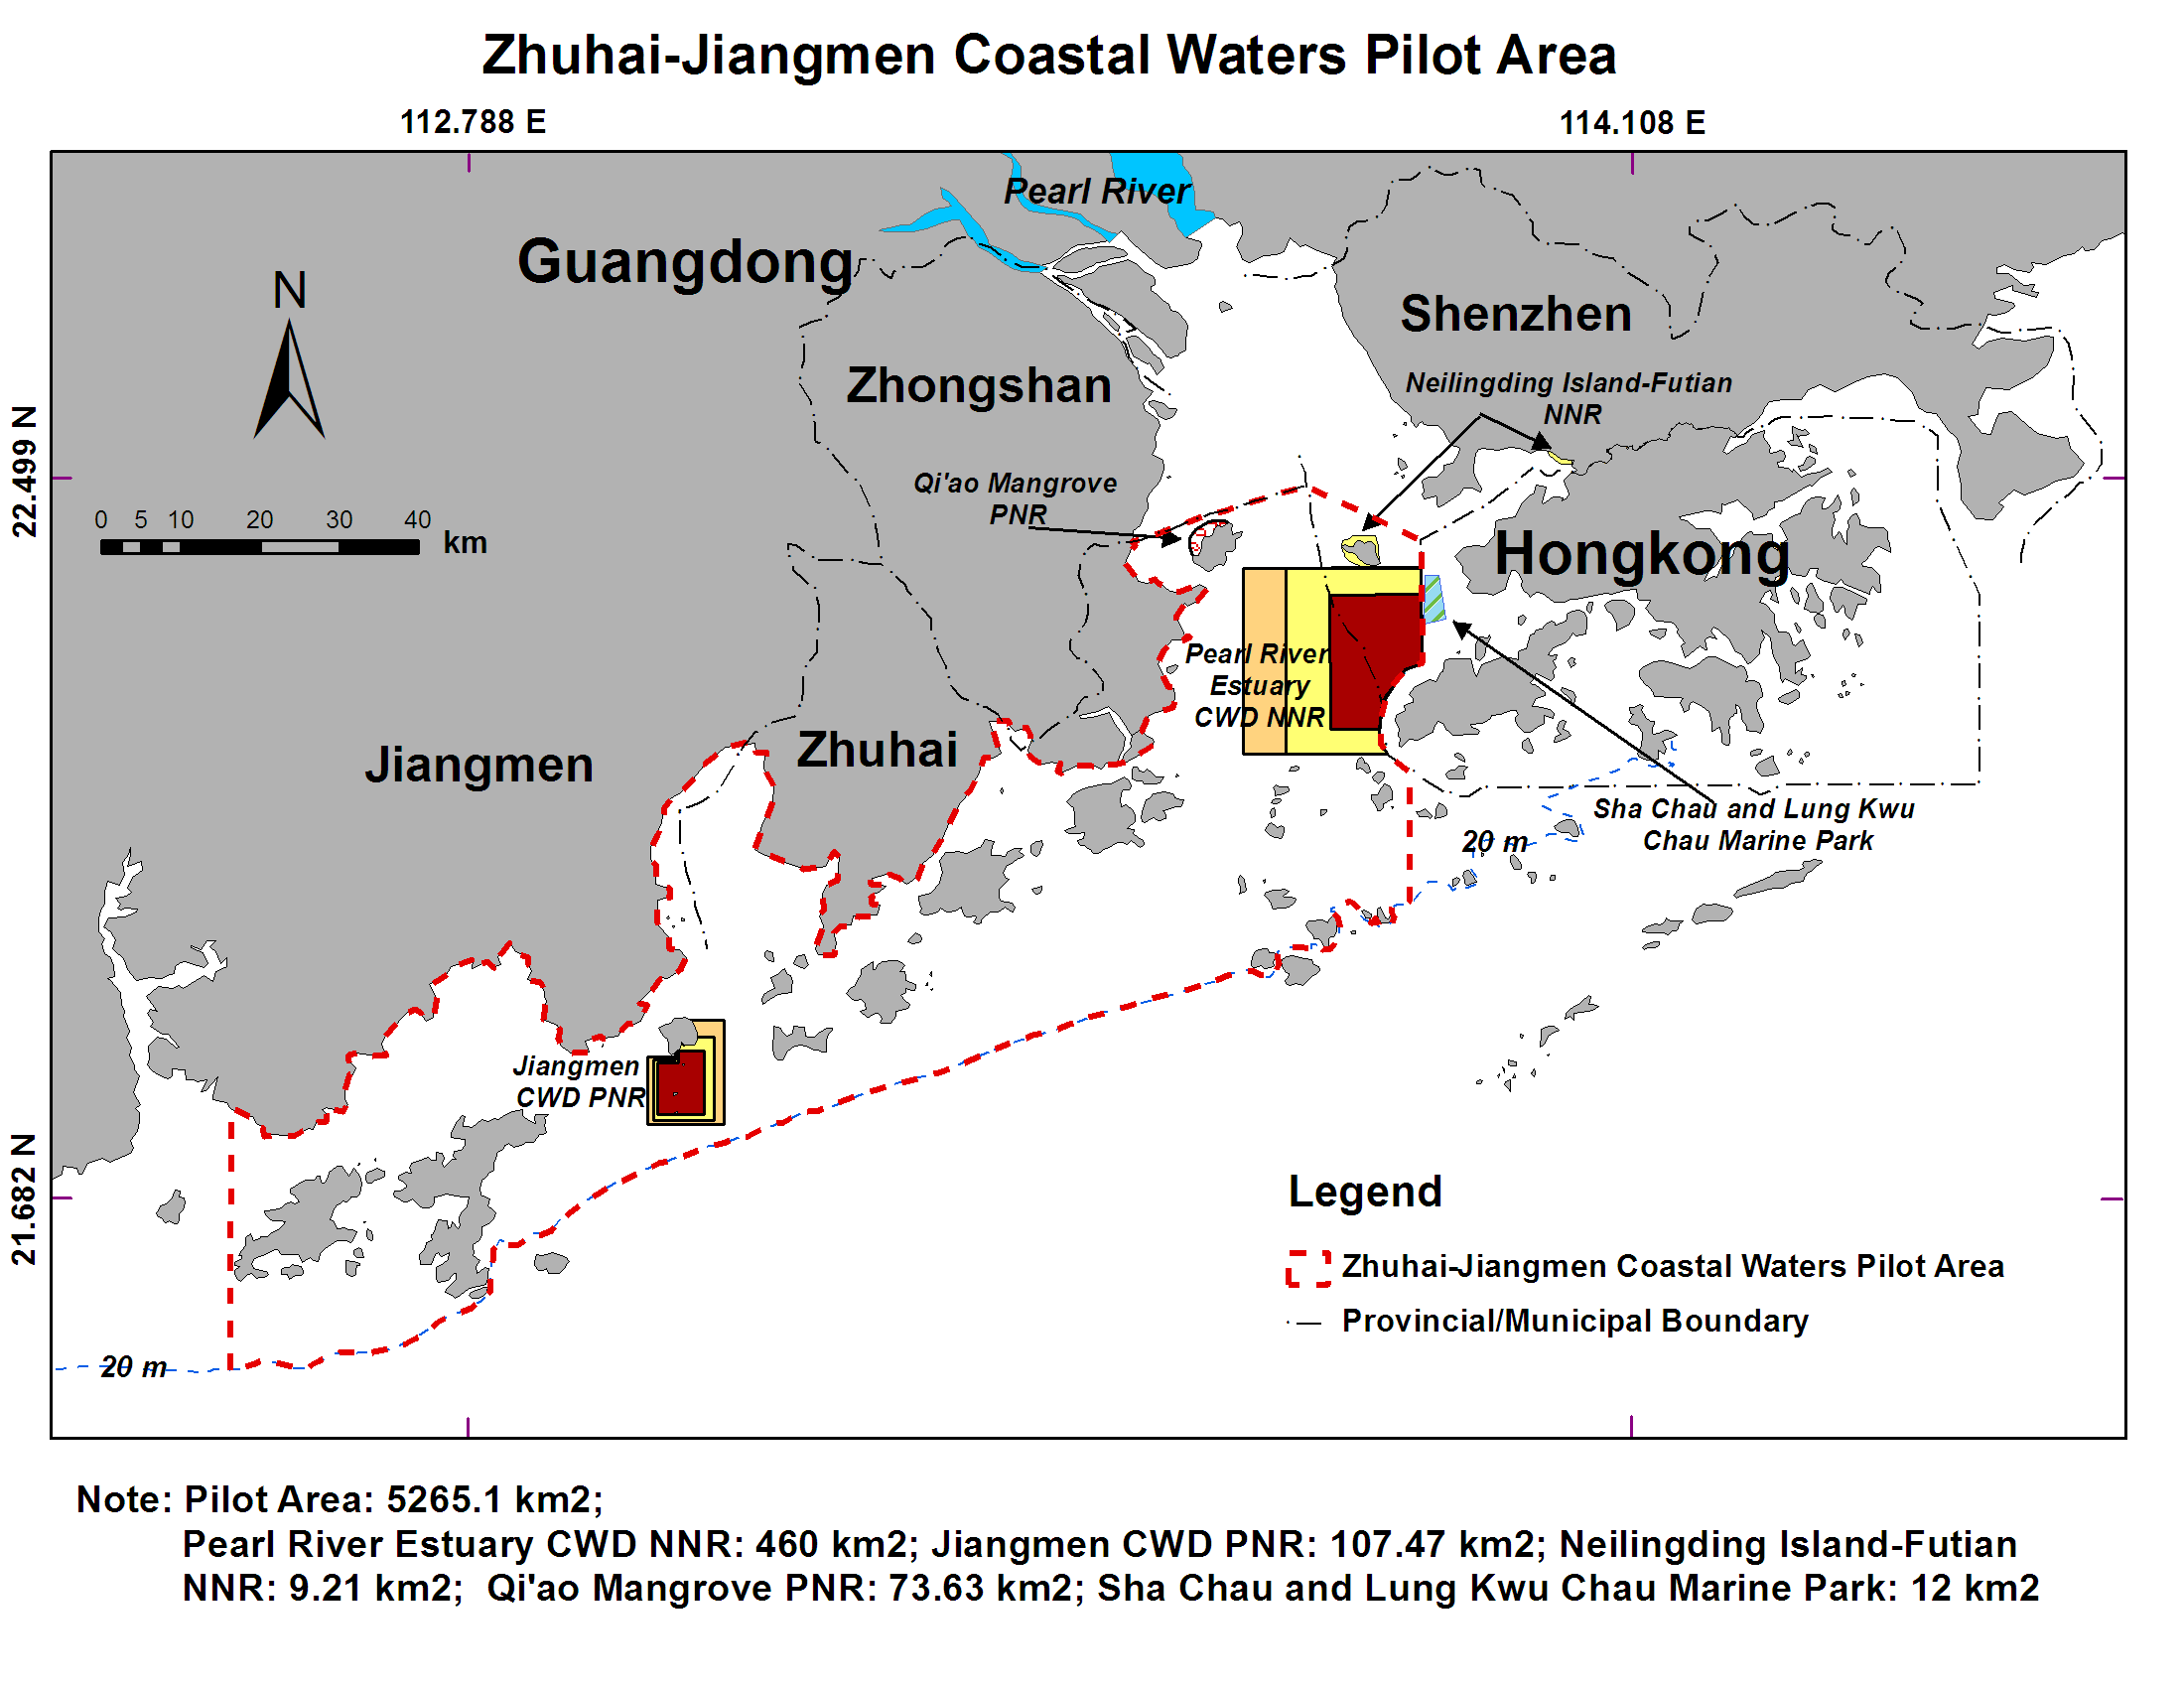 Zhuhai-Jiangmen Coastal Waters Pilot Area
112.788 E
114.108 E
Pearl River
Guangdong
N
Shenzhen
Zhongshan
Neilingding Island-Futian
NNR
22.499 N
Qi'ao Mangrove
PNR
0 5 10 20 30 40
km
Hongkong
Pearl River
Estuary
CWD NNR
Jiangmen
Zhuhai
Sha Chau and Lung Kwu
Chau Marine Park
20 m
Jiangmen
CWD PNR
21.682 N
Legend
Zhuhai-Jiangmen Coastal Waters Pilot Area
Provincial/Municipal Boundary
20 m
Note: Pilot Area: 5265.1 km2;
Pearl River Estuary CWD NNR: 460 km2; Jiangmen CWD PNR: 107.47 km2; Neilingding Island-Futian
NNR: 9.21 km2; Qi'ao Mangrove PNR: 73.63 km2; Sha Chau and Lung Kwu Chau Marine Park: 12 km2